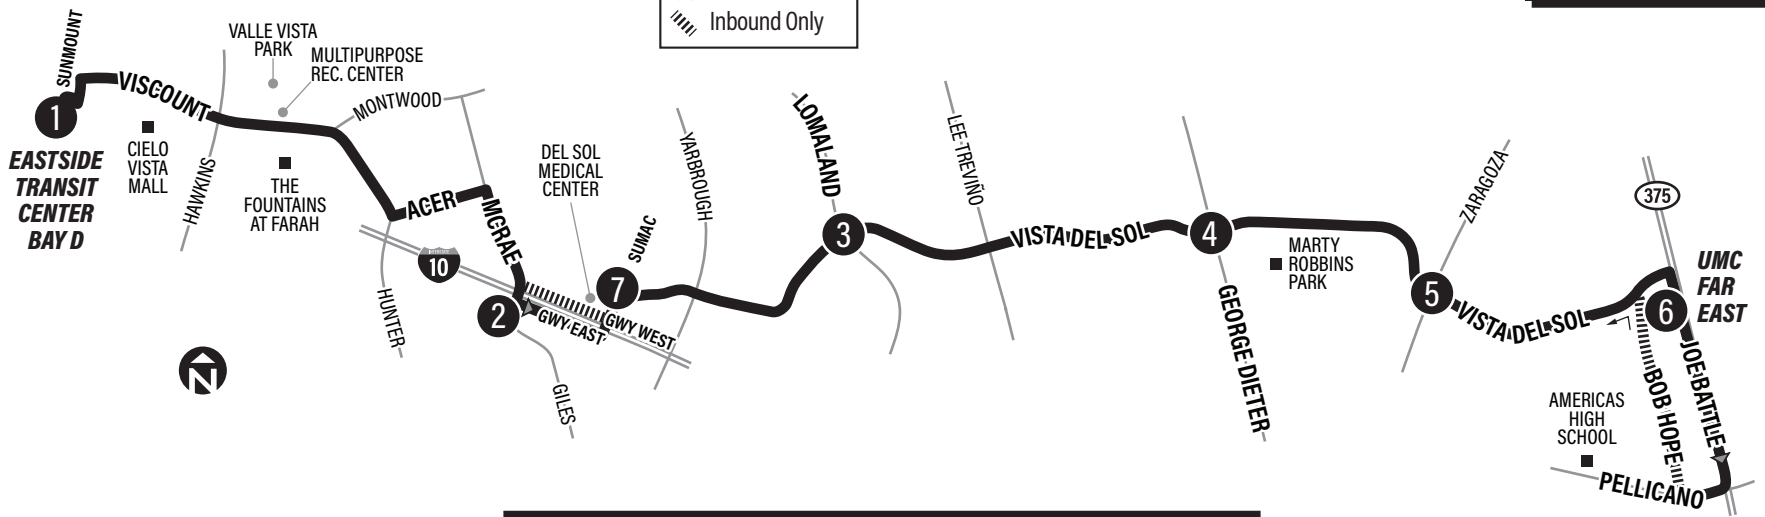 Inbound Only
SUNMOUNT
VISCOUNT
VALLE VISTA
PARK
MULTIPURPOSE
REC. CENTER
MONTWOOD
1
EASTSIDE
TRANSIT
CENTER
BAY D
CIELO
VISTA
MALL
HAWKINS
THE
FOUNTAINS
AT FARAH
ACER
MCRAE
DEL SOL
MEDICAL
CENTER
YARBROUGH
LOMALAND
LEE TREVIÑO
10
HUNTER
2
GWY EAST
GWY WEST
7
SUMAC
GILES
3
VISTA DEL SOL
4
GEORGE DIETER
MARTY
ROBBINS
PARK
ZARAGOZA
5
VISTA DEL SOL
375
6
UMC
FAR
EAST
JOE BATTLE
BOB HOPE
AMERICAS
HIGH
SCHOOL
PELLICANO
N